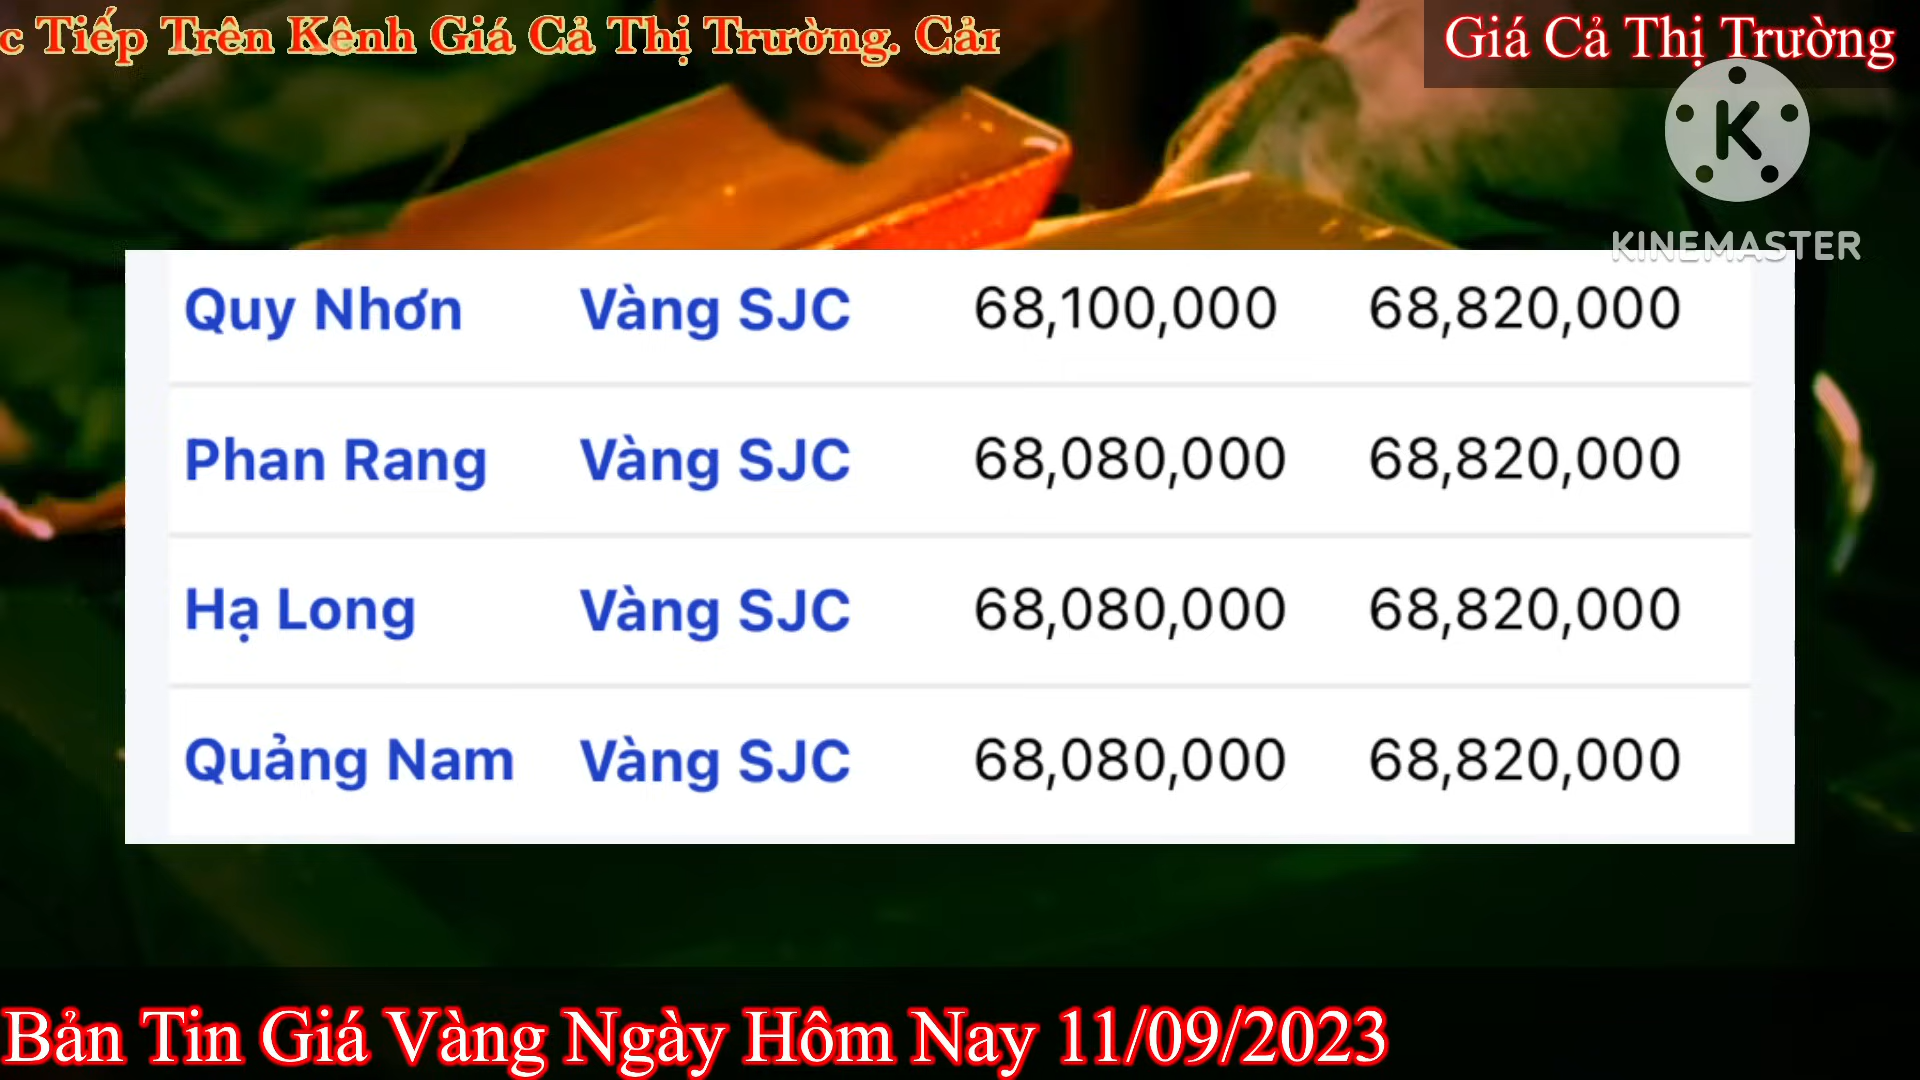 c Tiếp Trên Kênh Giá Cả Thị Trường.
Giá Cả Thị Trường
K
KINEMASTER
Quy Nhơn Vàng SJC 68,100,000 68,820,000
Phan Rang Vàng SJC 68,080,000 68,820,000
Hạ Long Vàng SJC 68,080,000 68,820,000
Quảng Nam Vàng SJC 68,080,000 68,820,000
Bản Tin Giá Vàng Ngày Hôm Nay 11/09/2023